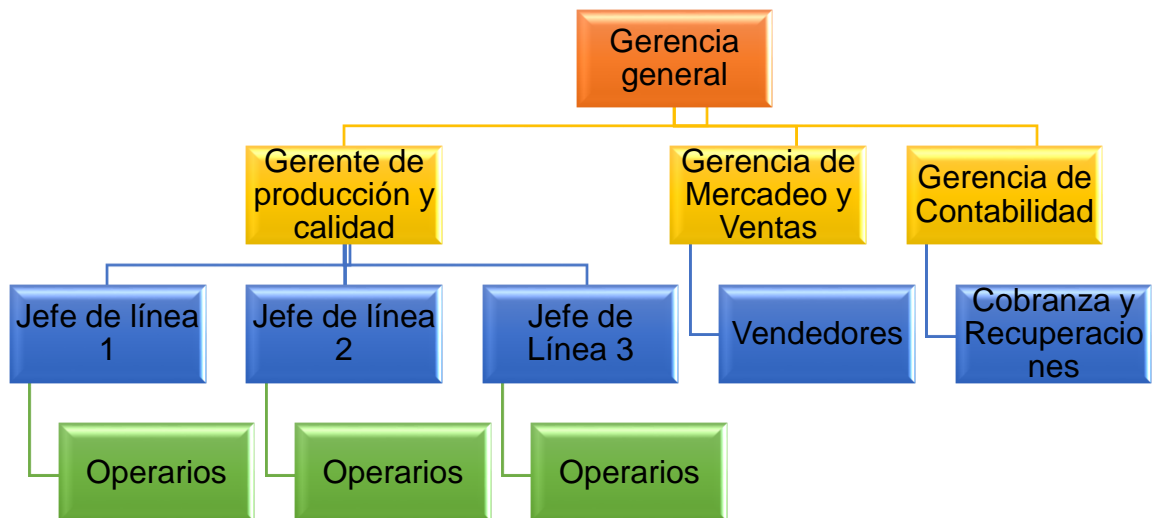 Gerencia
general
Gerente de
producción y
calidad
Gerencia de
Mercadeo y
Ventas
Gerencia de
Contabilidad
Jefe de línea
1
Jefe de línea
2
Jefe de
Línea 3
Vendedores
Cobranza y
Recuperacio
nes
Operarios
Operarios
Operarios